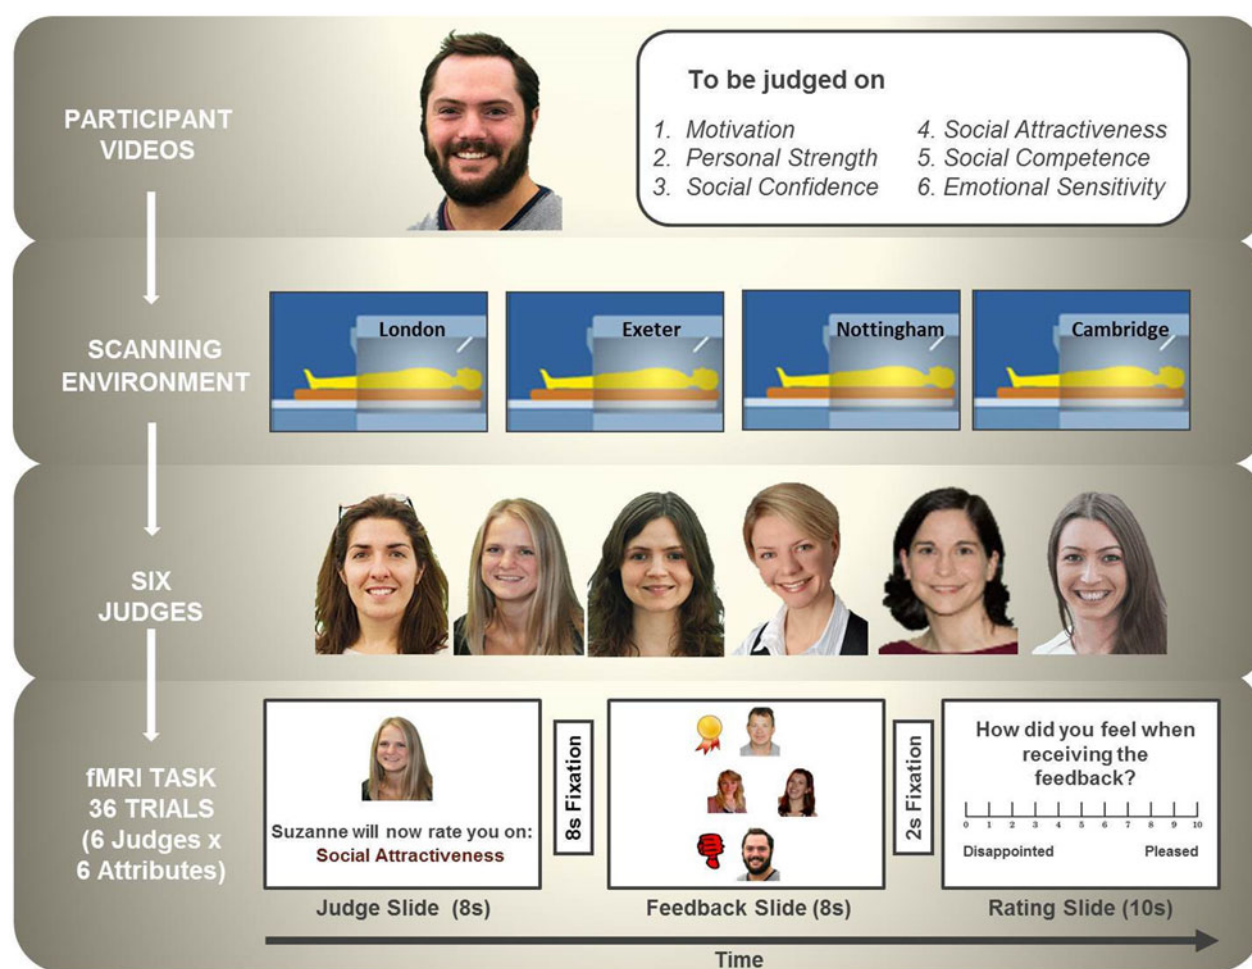 PARTICIPANT
VIDEOS
To be judged on
1. Motivation
2. Personal Strength
3. Social Confidence
4. Social Attractiveness
5. Social Competence
6. Emotional Sensitivity
SCANNING
ENVIRONMENT
London
Exeter
Nottingham
Cambridge
SIX
JUDGES
fMRI TASK
36 TRIALS
(6 Judges x
6 Attributes)
Suzanne will now rate you on:
Social Attractiveness
Judge Slide (8s)
8s Fixation
Feedback Slide (8s)
2s Fixation
How did you feel when
receiving the
feedback?
0 1 2 3 4 5 6 7 8 9 10
Disappointed Pleased
Rating Slide (10s)
Time